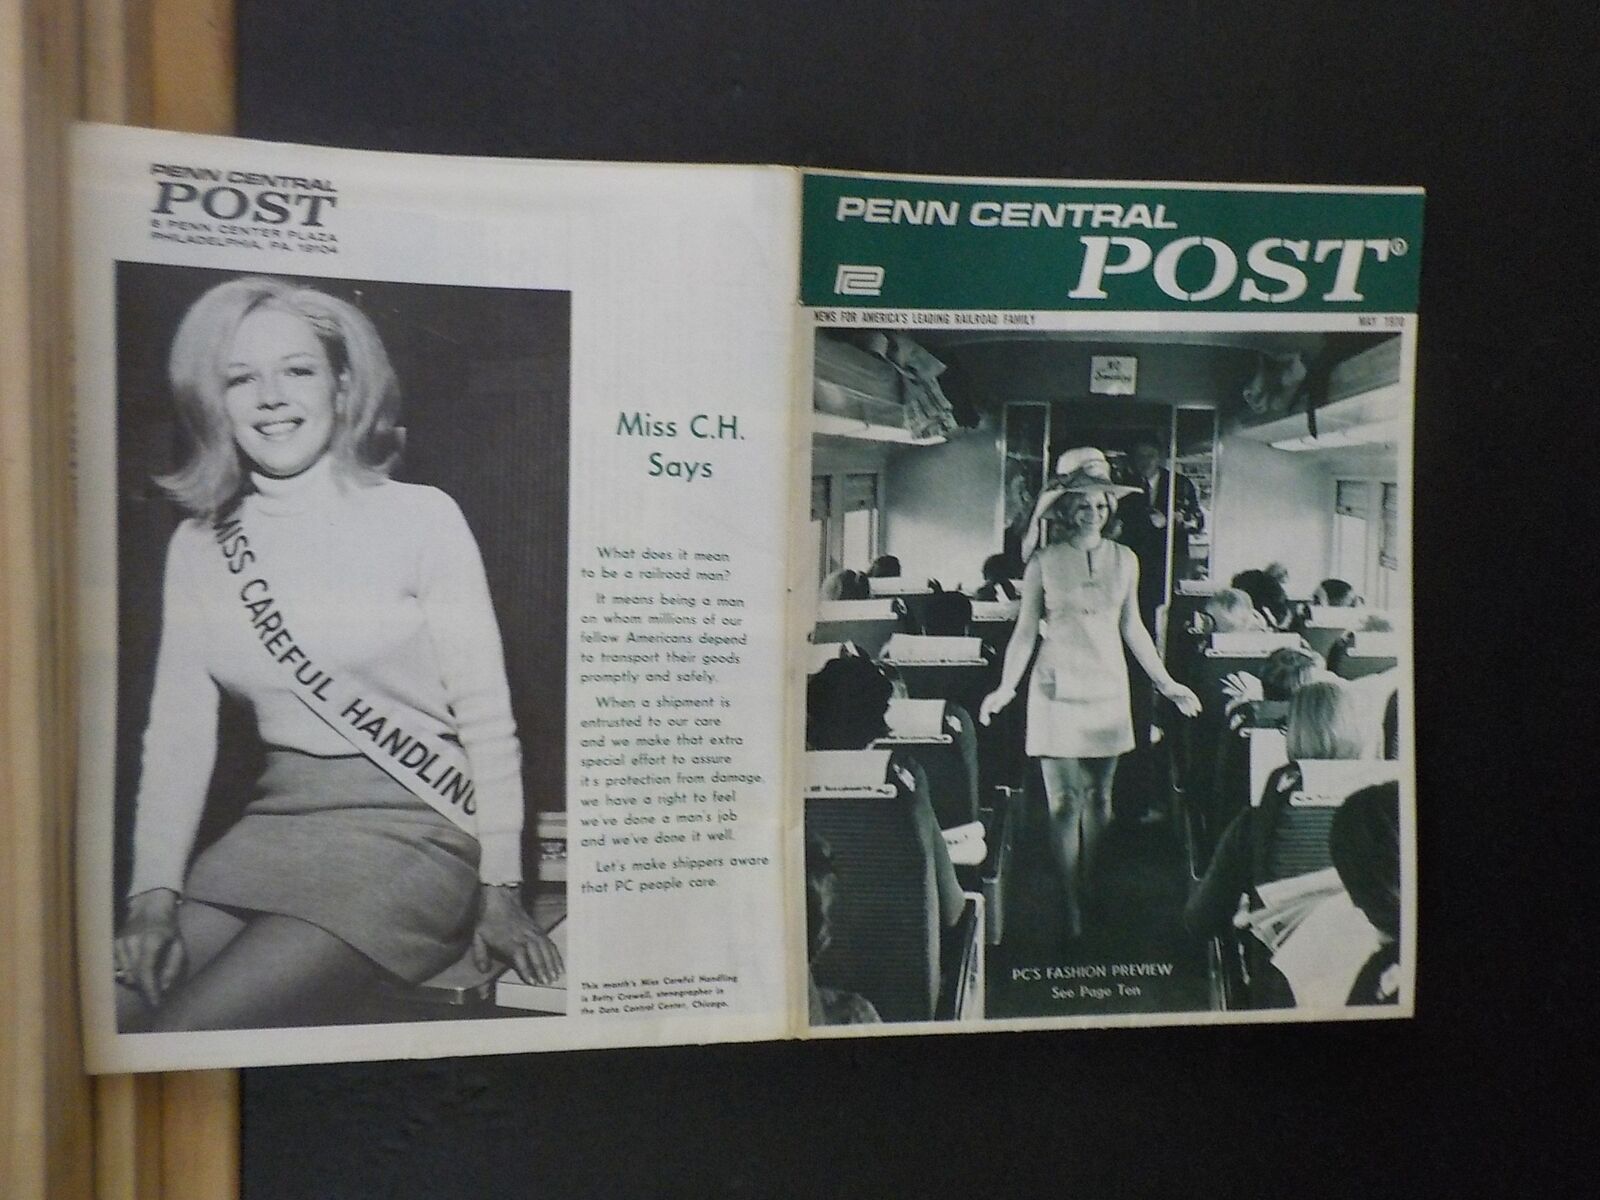 PENN CENTRAL
POST
6 PENN CENTER PLAZA
PHILADELPHIA, PA. 19104
MISS CAREFUL HANDLING
Miss C.H.
Says
What does it mean
to be a railroad man?
It means being a man
on whom millions of our
fellow Americans depend
to transport their goods
promptly and safely.
When a shipment is
entrusted to our care
and we make that extra
special effort to assure
it's protection from damage,
we have a right to feel
we've done a man's job
and we've done it well.
Let's make shippers aware
that PC people care.
This month's Miss Careful Handling
is Betty Crowell, stenographer in
the Data Control Center, Chicago.
PENN CENTRAL
POST®
NEWS FOR AMERICA'S LEADING RAILROAD FAMILY MAY 1970
NO
Smoking
PC'S FASHION PREVIEW
See Page Ten